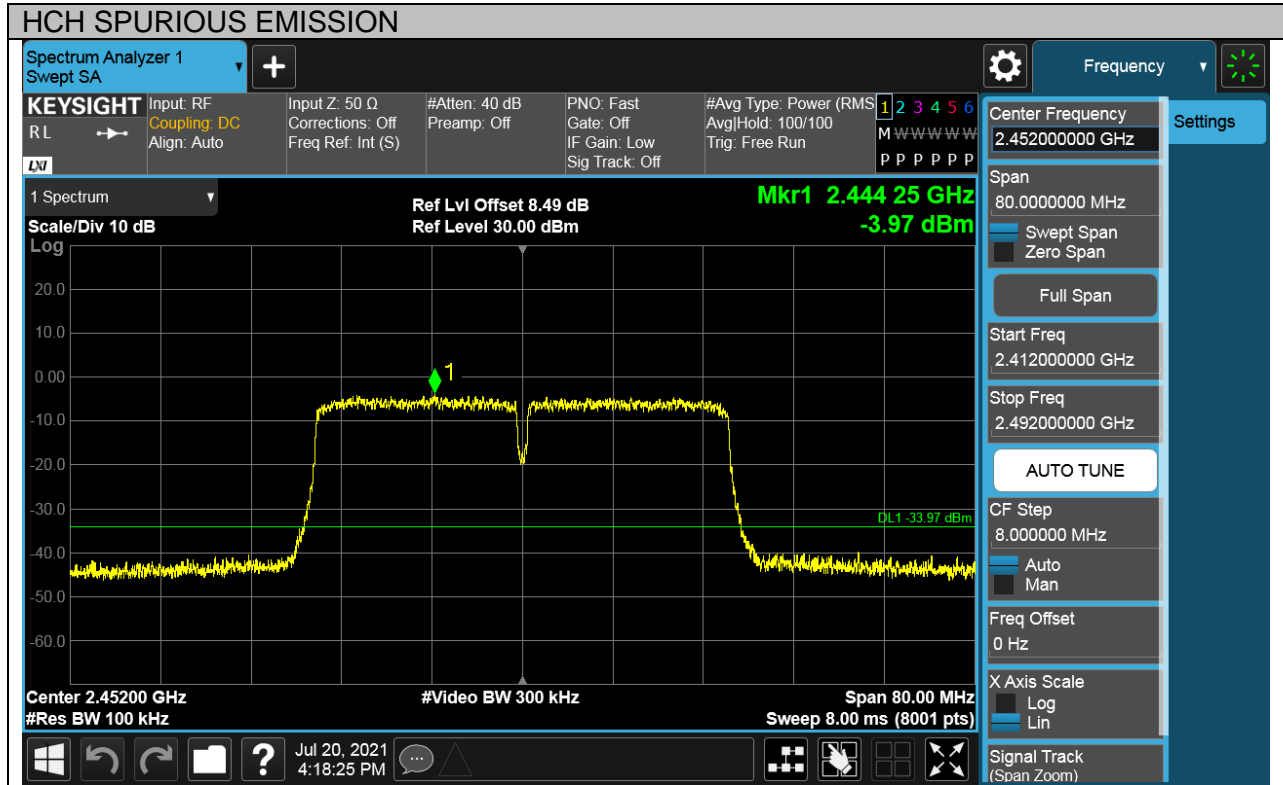 HCH SPURIOUS EMISSION
Spectrum Analyzer 1
Swept SA
Frequency
KEYSIGHT
RL
LXI
Input: RF
Coupling: DC
Align: Auto
Input Z: 50 Ω
Corrections: Off
Freq Ref: Int (S)
#Atten: 40 dB
Preamp: Off
PNO: Fast
Gate: Off
IF Gain: Low
Sig Track: Off
#Avg Type: Power (RMS
Avg|Hold: 100/100
Trig: Free Run
1 2 3 4 5 6
M W W W W W
P P P P P P
1 Spectrum
Scale/Div 10 dB
Ref Lvl Offset 8.49 dB
Ref Level 30.00 dBm
Mkr1 2.444 25 GHz
-3.97 dBm
Log
20.0
10.0
0.00
-10.0
-20.0
-30.0
-40.0
-50.0
-60.0
1
DL1 -33.97 dBm
Center 2.45200 GHz
#Video BW 300 kHz
Span 80.00 MHz
#Res BW 100 kHz
Sweep 8.00 ms (8001 pts)
Jul 20, 2021
4:18:25 PM
?
Center Frequency
2.452000000 GHz
Settings
Span
80.0000000 MHz
Swept Span
Zero Span
Full Span
Start Freq
2.412000000 GHz
Stop Freq
2.492000000 GHz
AUTO TUNE
CF Step
8.000000 MHz
Auto
Man
Freq Offset
0 Hz
X Axis Scale
Log
Lin
Signal Track
(Span Zoom)